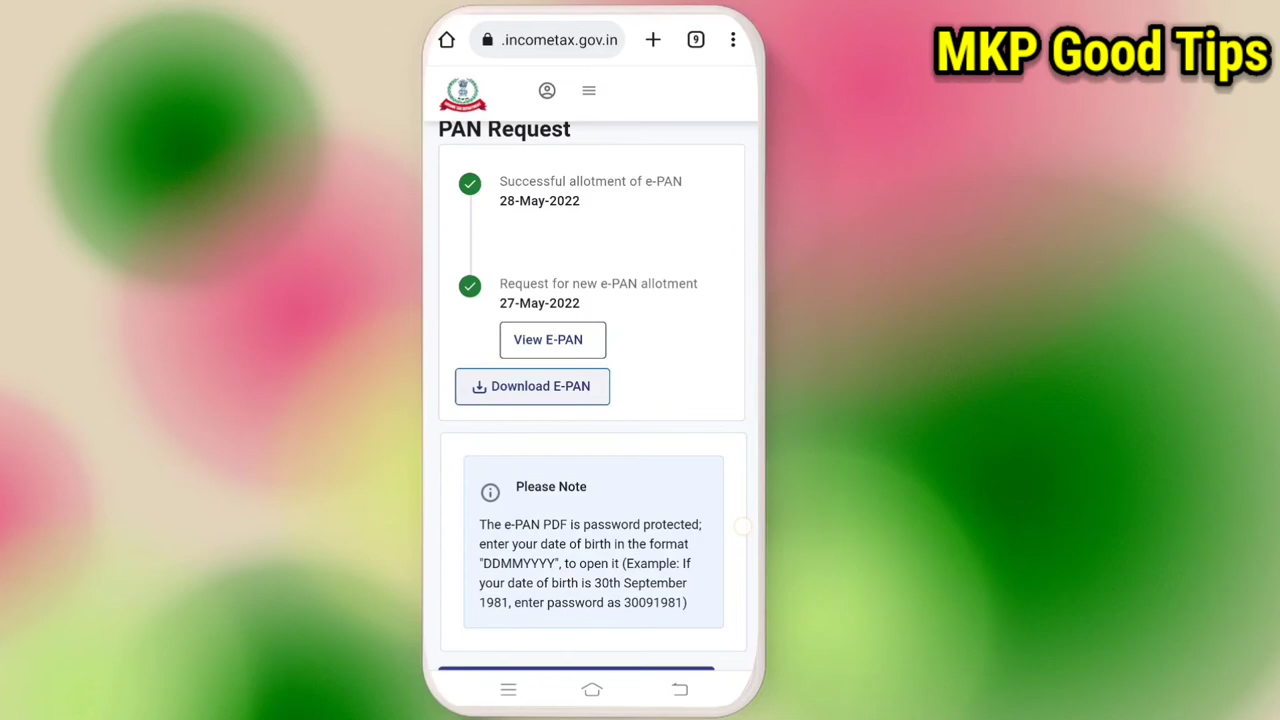 MKP Good Tips
.incometax.gov.in
9
PAN Request
Successful allotment of e-PAN
28-May-2022
Request for new e-PAN allotment
27-May-2022
View E-PAN
Download E-PAN
Please Note
The e-PAN PDF is password protected;
enter your date of birth in the format
"DDMMYYYY", to open it (Example: If
your date of birth is 30th September
1981, enter password as 30091981)